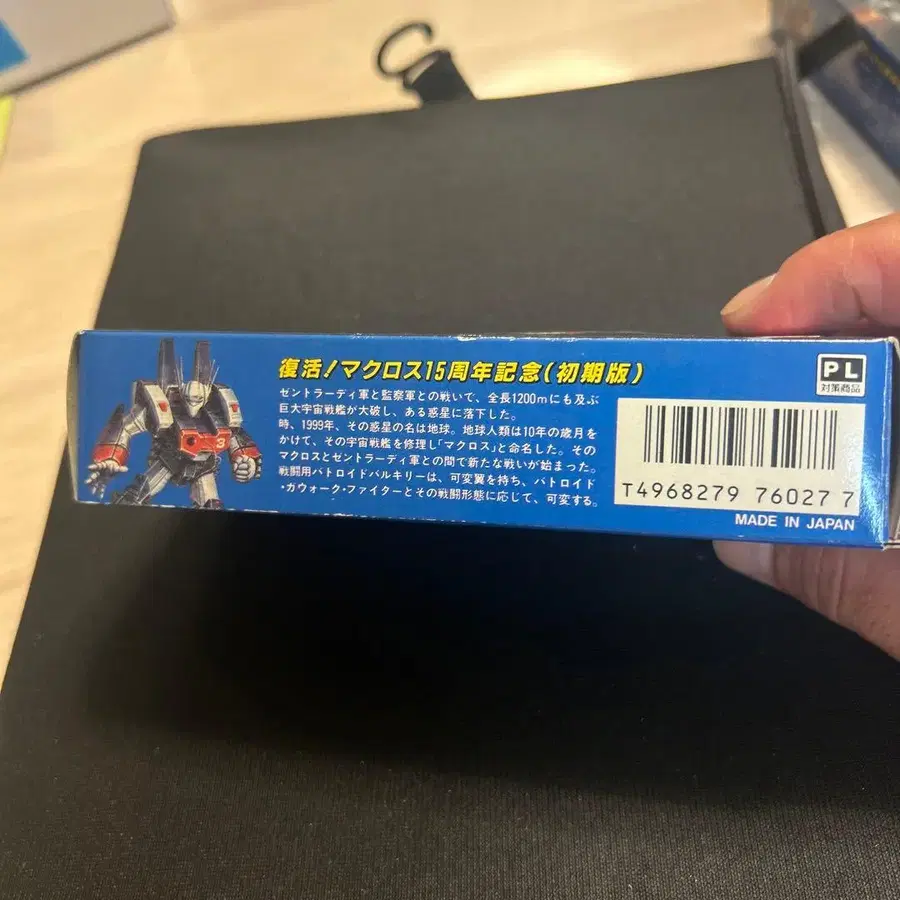 復活!マクロス15周年記念(初期版)
ゼントラーディ軍と監察軍との戦いで、全長1200mにも及ぶ
巨大宇宙戦艦が大破し、ある惑星に落下した。
時、1999年、その惑星の名は地球。地球人類は10年の歳月を
かけて、その宇宙戦艦を修理し「マクロス」と命名した。その
マクロスとゼントラーディ軍との間で新たな戦いが始まった。
戦闘用バトロイドバルキリーは、可変翼を持ち、バトロイド
・ガウォーク・ファイターとその戦闘形態に応じて、可変する。
3
PL
対策商品
T4968279 76027 7
MADE IN JAPAN